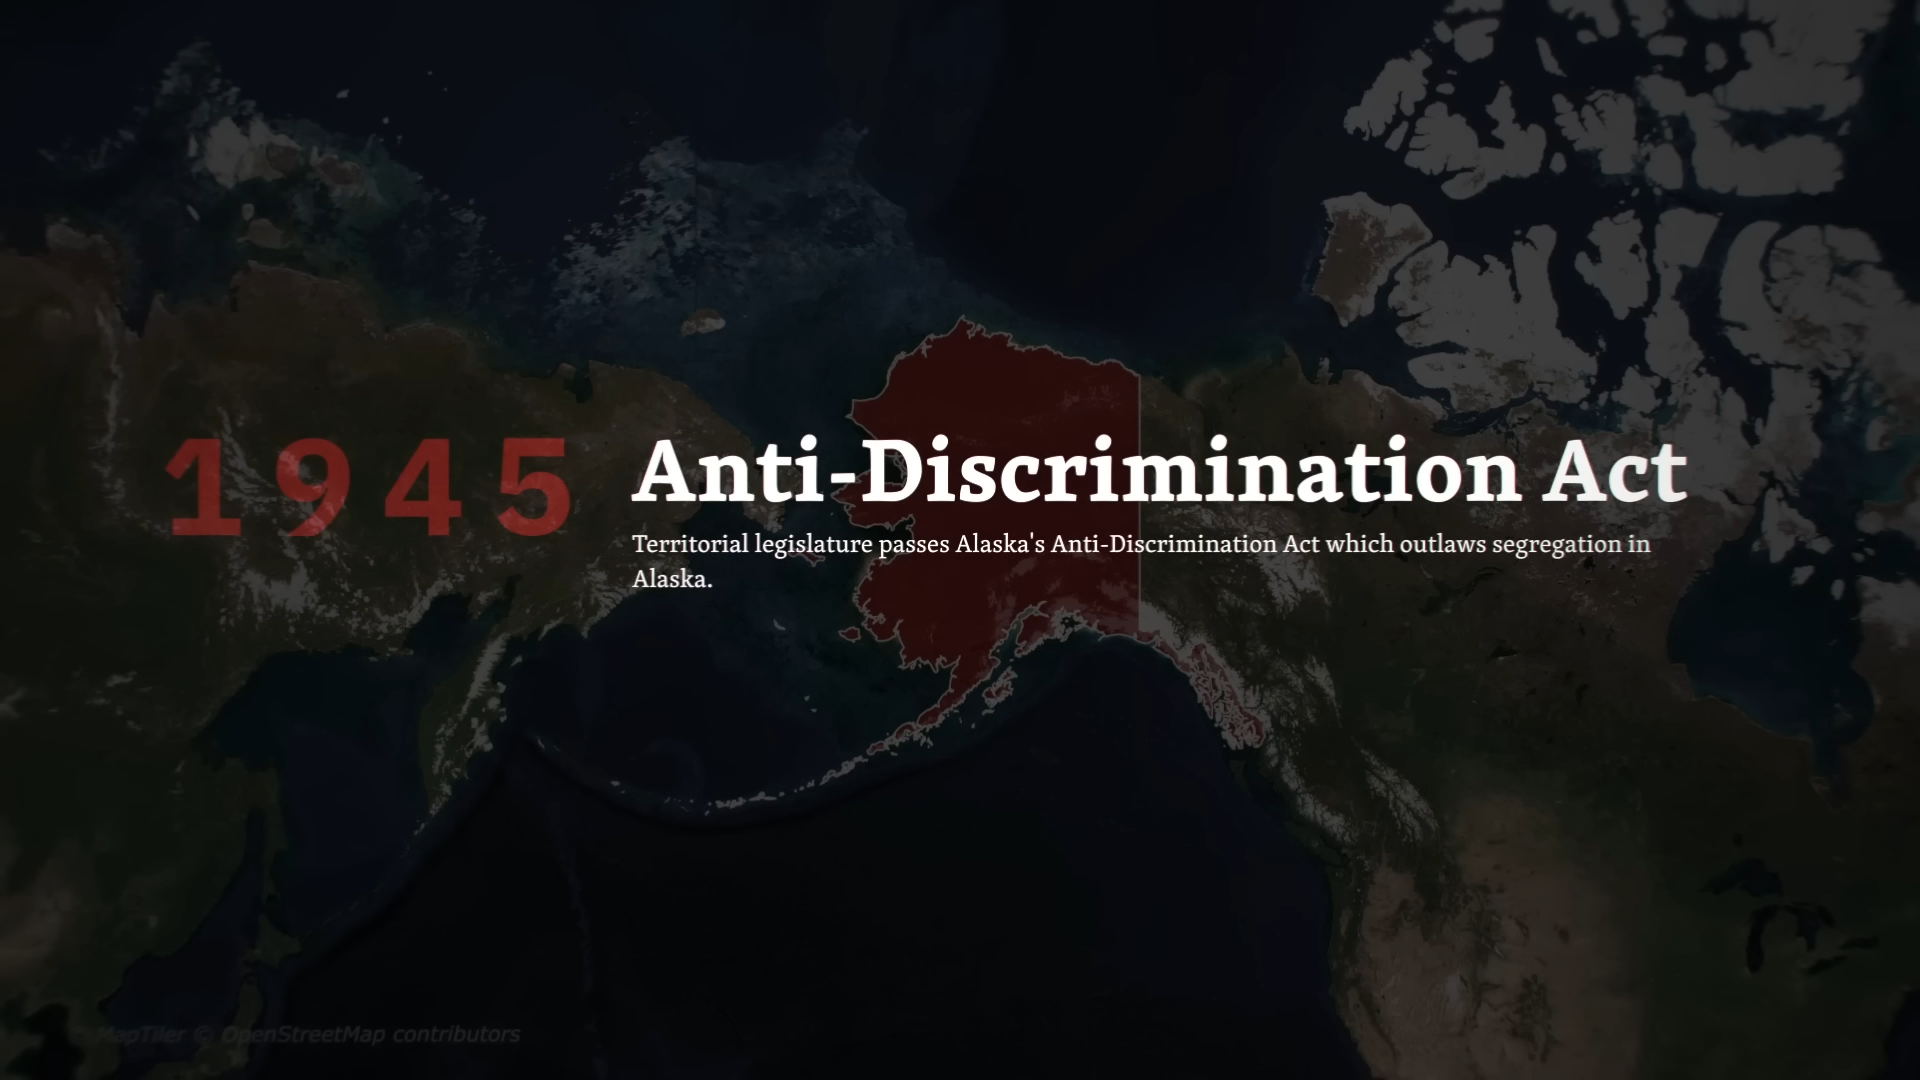 1945
Anti-Discrimination Act
Territorial legislature passes Alaska's Anti-Discrimination Act which outlaws segregation in
Alaska.
MapTiler © OpenStreetMap contributors